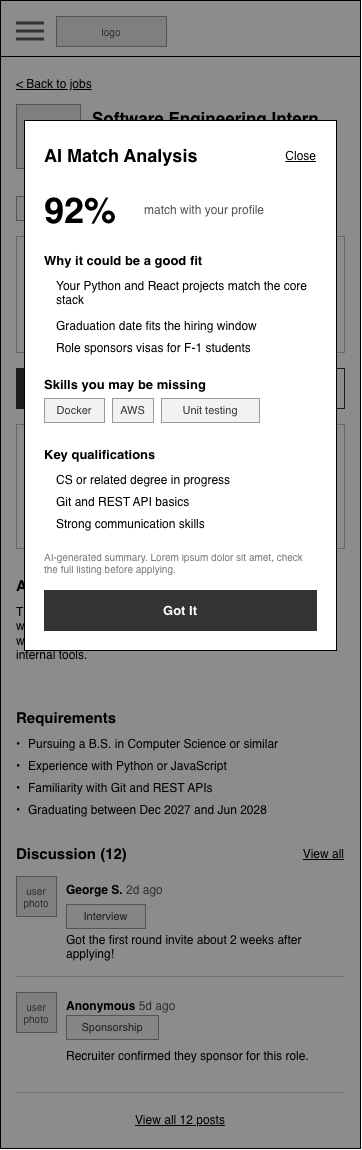 logo
< Back to jobs
Software Engineering Intern
AI Match Analysis
Close
92%
match with your profile
Why it could be a good fit
Your Python and React projects match the core
stack
Graduation date fits the hiring window
Role sponsors visas for F-1 students
Skills you may be missing
Docker
AWS
Unit testing
Key qualifications
CS or related degree in progress
Git and REST API basics
Strong communication skills
AI-generated summary. Lorem ipsum dolor sit amet, check
the full listing before applying.
Got It
internal tools.
Requirements
• Pursuing a B.S. in Computer Science or similar
• Experience with Python or JavaScript
• Familiarity with Git and REST APIs
• Graduating between Dec 2027 and Jun 2028
Discussion (12)
View all
user
photo
George S. 2d ago
Interview
Got the first round invite about 2 weeks after
applying!
user
photo
Anonymous 5d ago
Sponsorship
Recruiter confirmed they sponsor for this role.
View all 12 posts